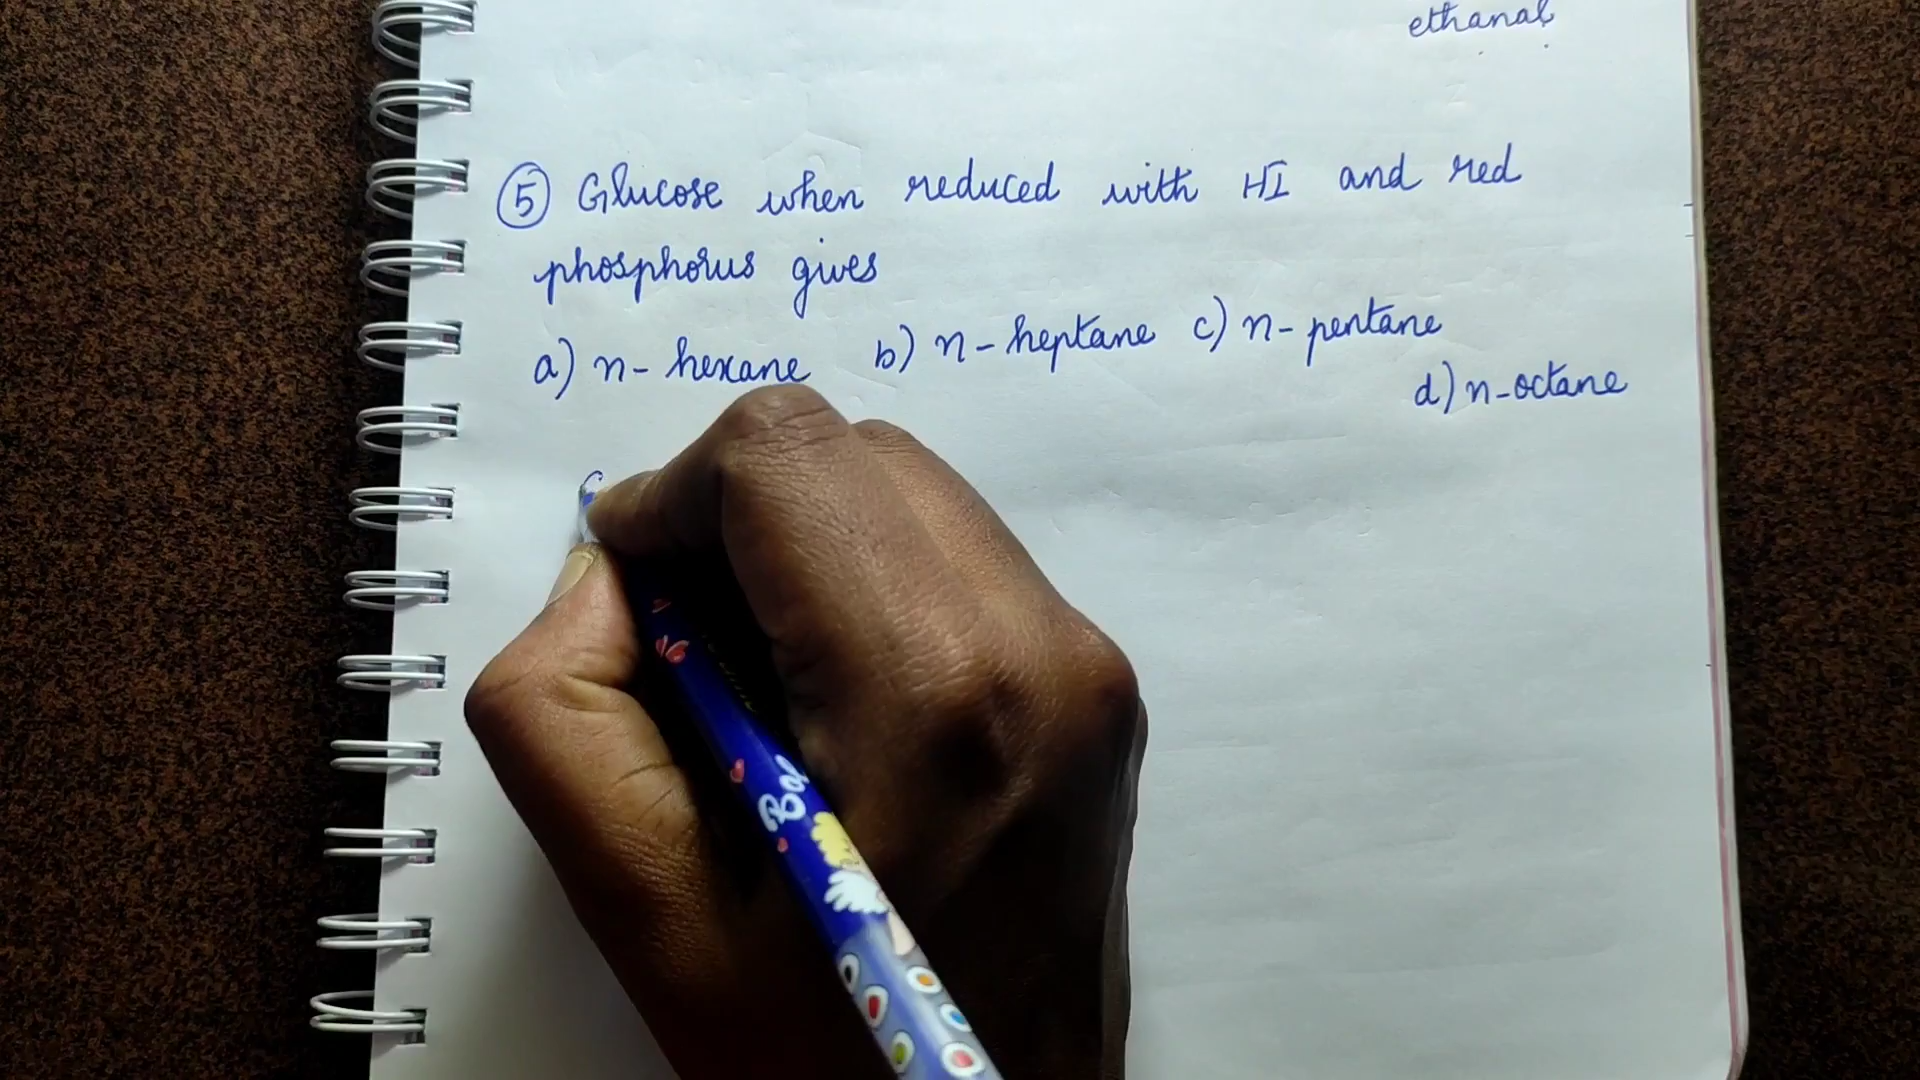 ethanal
⑤ Glucose when reduced with HI and red
phosphorus gives
a) n- hexane b) n - heptane c) n- pentane
d) n-octane